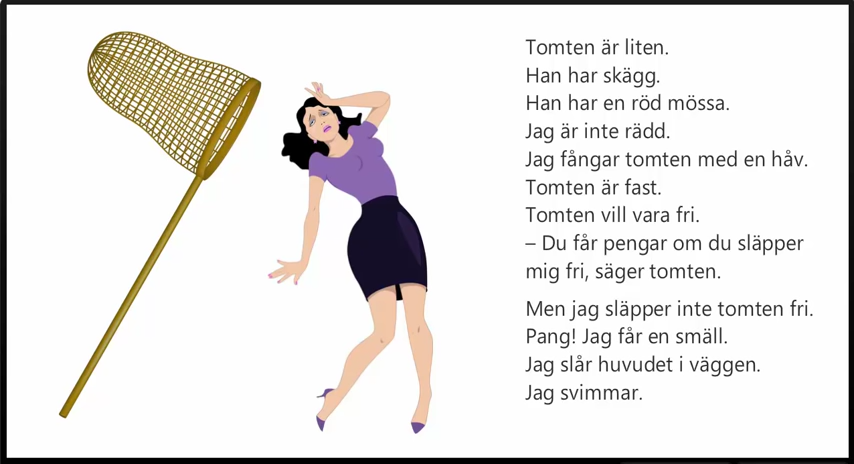 Tomten är liten.
Han har skägg.
Han har en röd mössa.
Jag är inte rädd.
Jag fångar tomten med en håv.
Tomten är fast.
Tomten vill vara fri.
– Du får pengar om du släpper
mig fri, säger tomten.
Men jag släpper inte tomten fri.
Pang! Jag får en smäll.
Jag slår huvudet i väggen.
Jag svimmar.